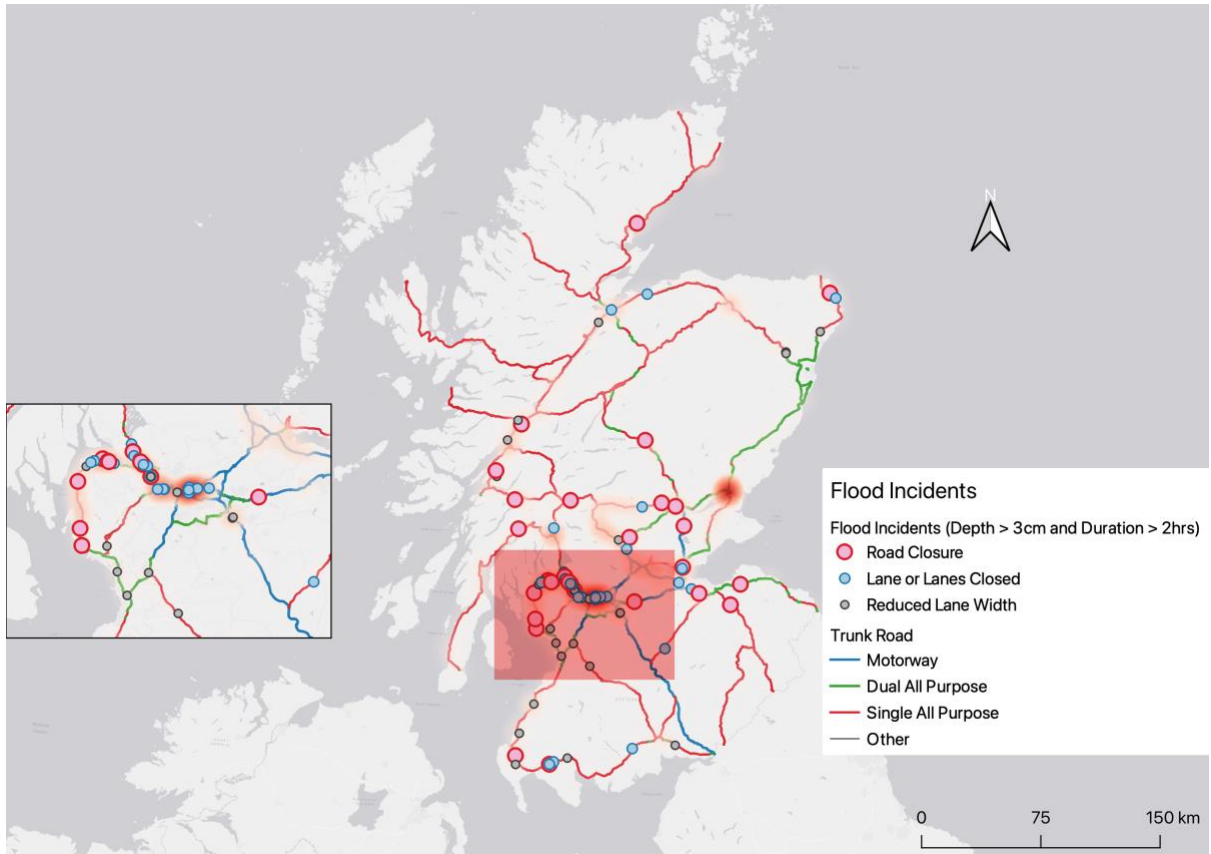 N
Flood Incidents
Flood Incidents (Depth > 3cm and Duration > 2hrs)
Road Closure
Lane or Lanes Closed
Reduced Lane Width
Trunk Road
Motorway
Dual All Purpose
Single All Purpose
Other
0 75 150 km